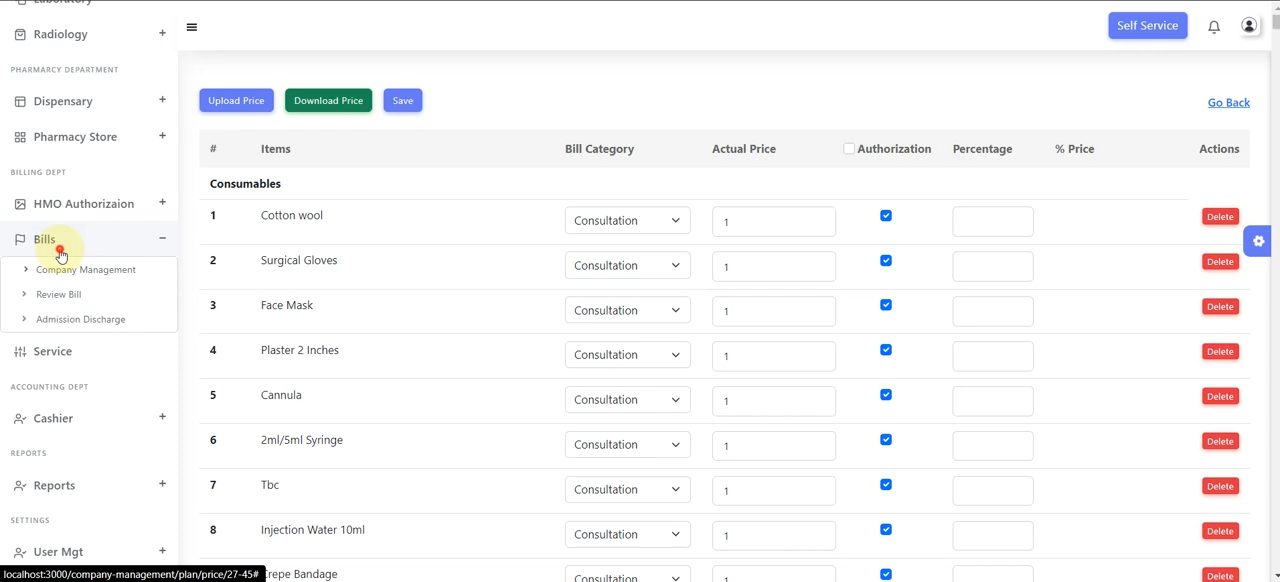 Laboratory
Radiology +
PHARMARCY DEPARTMENT
Dispensary +
Pharmacy Store +
BILLING DEPT
HMO Authorizaion +
Bills −
Company Management
Review Bill
Admission Discharge
Service
ACCOUNTING DEPT
Cashier +
REPORTS
Reports +
SETTINGS
User Mgt +
localhost:3000/company-management/plan/price/27-45#
Self Service
Upload Price Download Price Save Go Back
# Items Bill Category Actual Price Authorization Percentage % Price Actions
Consumables
1 Cotton wool Consultation 1 Delete
2 Surgical Gloves Consultation 1 Delete
3 Face Mask Consultation 1 Delete
4 Plaster 2 Inches Consultation 1 Delete
5 Cannula Consultation 1 Delete
6 2ml/5ml Syringe Consultation 1 Delete
7 Tbc Consultation 1 Delete
8 Injection Water 10ml Consultation 1 Delete
repe Bandage Consultation 1 Delete